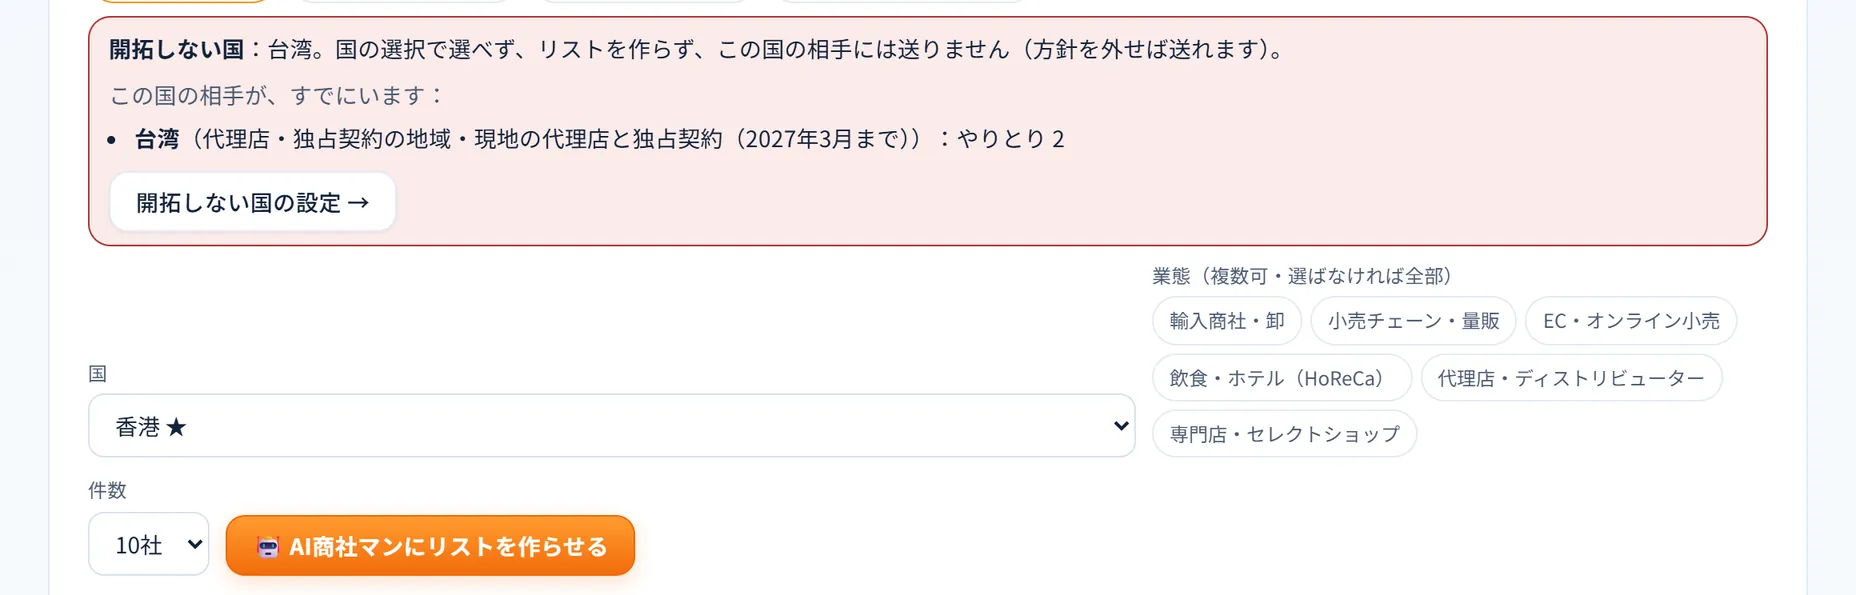 開拓しない国：台湾。国の選択で選べず、リストを作らず、この国の相手には送りません（方針を外せば送れます）。
この国の相手が、すでにいます：
• 台湾（代理店・独占契約の地域・現地の代理店と独占契約（2027年3月まで））：やりとり 2
開拓しない国の設定 →
業態（複数可・選ばなければ全部）
輸入商社・卸 小売チェーン・量販 EC・オンライン小売
飲食・ホテル（HoReCa） 代理店・ディストリビューター
専門店・セレクトショップ
国
香港 ★
件数
10社
AI商社マンにリストを作らせる